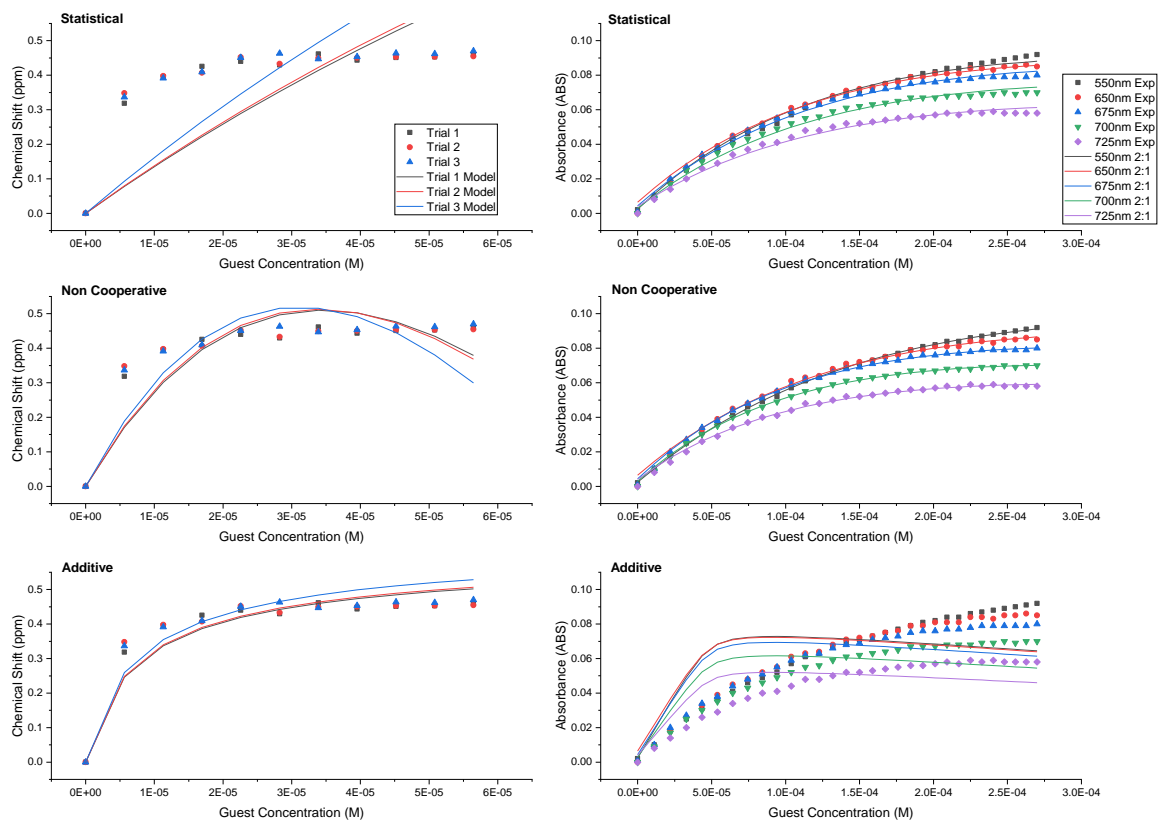 Statistical
Chemical Shift (ppm)
0.5
0.4
0.3
0.2
0.1
0.0
Trial 1
Trial 2
Trial 3
Trial 1 Model
Trial 2 Model
Trial 3 Model
0E+00 1E-05 2E-05 3E-05 4E-05 5E-05 6E-05
Guest Concentration (M)
Statistical
Absorbance (ABS)
0.10
0.08
0.06
0.04
0.02
0.00
0.0E+00 5.0E-05 1.0E-04 1.5E-04 2.0E-04 2.5E-04 3.0E-04
Guest Concentration (M)
550nm Exp
650nm Exp
675nm Exp
700nm Exp
725nm Exp
550nm 2:1
650nm 2:1
675nm 2:1
700nm 2:1
725nm 2:1
Non Cooperative
Chemical Shift (ppm)
0.5
0.4
0.3
0.2
0.1
0.0
0E+00 1E-05 2E-05 3E-05 4E-05 5E-05 6E-05
Guest Concentration (M)
Non Cooperative
Absorbance (ABS)
0.10
0.08
0.06
0.04
0.02
0.00
0.0E+00 5.0E-05 1.0E-04 1.5E-04 2.0E-04 2.5E-04 3.0E-04
Guest Concentration (M)
Additive
Chemical Shift (ppm)
0.5
0.4
0.3
0.2
0.1
0.0
0E+00 1E-05 2E-05 3E-05 4E-05 5E-05 6E-05
Guest Concentration (M)
Additive
Absorbance (ABS)
0.10
0.08
0.06
0.04
0.02
0.00
0.0E+00 5.0E-05 1.0E-04 1.5E-04 2.0E-04 2.5E-04 3.0E-04
Guest Concentration (M)